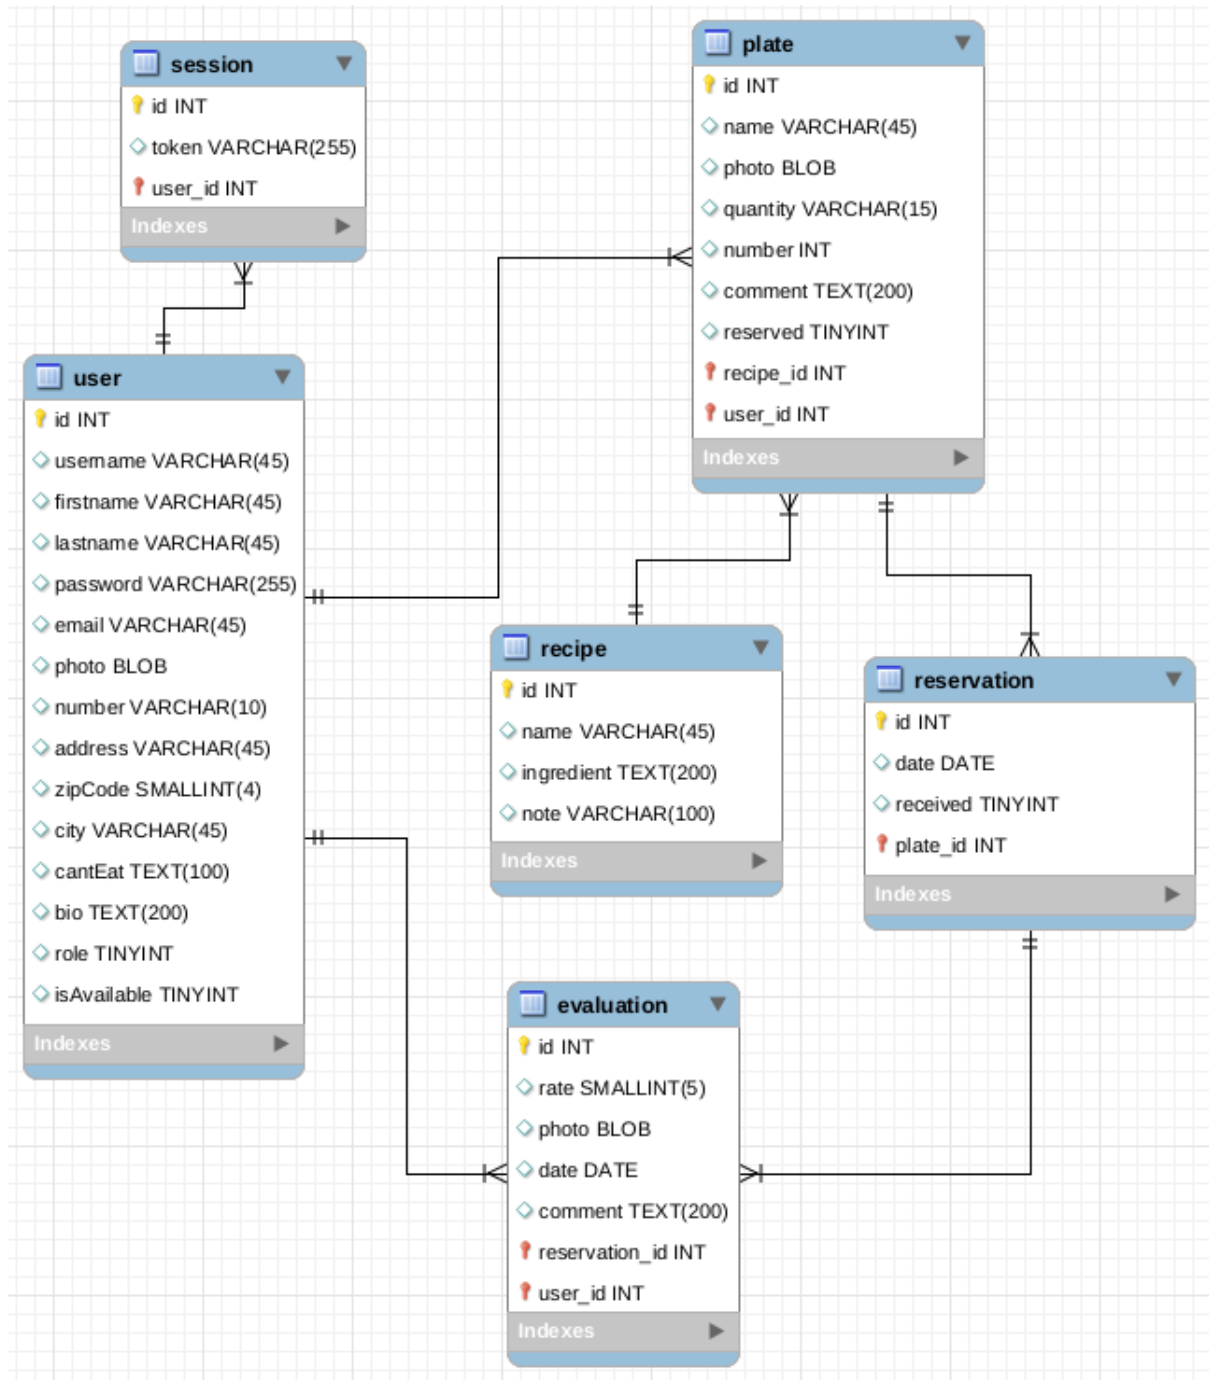 session
id INT
token VARCHAR(255)
user_id INT
Indexes
plate
id INT
name VARCHAR(45)
photo BLOB
quantity VARCHAR(15)
number INT
comment TEXT(200)
reserved TINYINT
recipe_id INT
user_id INT
Indexes
user
id INT
username VARCHAR(45)
firstname VARCHAR(45)
lastname VARCHAR(45)
password VARCHAR(255)
email VARCHAR(45)
photo BLOB
number VARCHAR(10)
address VARCHAR(45)
zipCode SMALLINT(4)
city VARCHAR(45)
cantEat TEXT(100)
bio TEXT(200)
role TINYINT
isAvailable TINYINT
Indexes
recipe
id INT
name VARCHAR(45)
ingredient TEXT(200)
note VARCHAR(100)
Indexes
reservation
id INT
date DATE
received TINYINT
plate_id INT
Indexes
evaluation
id INT
rate SMALLINT(5)
photo BLOB
date DATE
comment TEXT(200)
reservation_id INT
user_id INT
Indexes